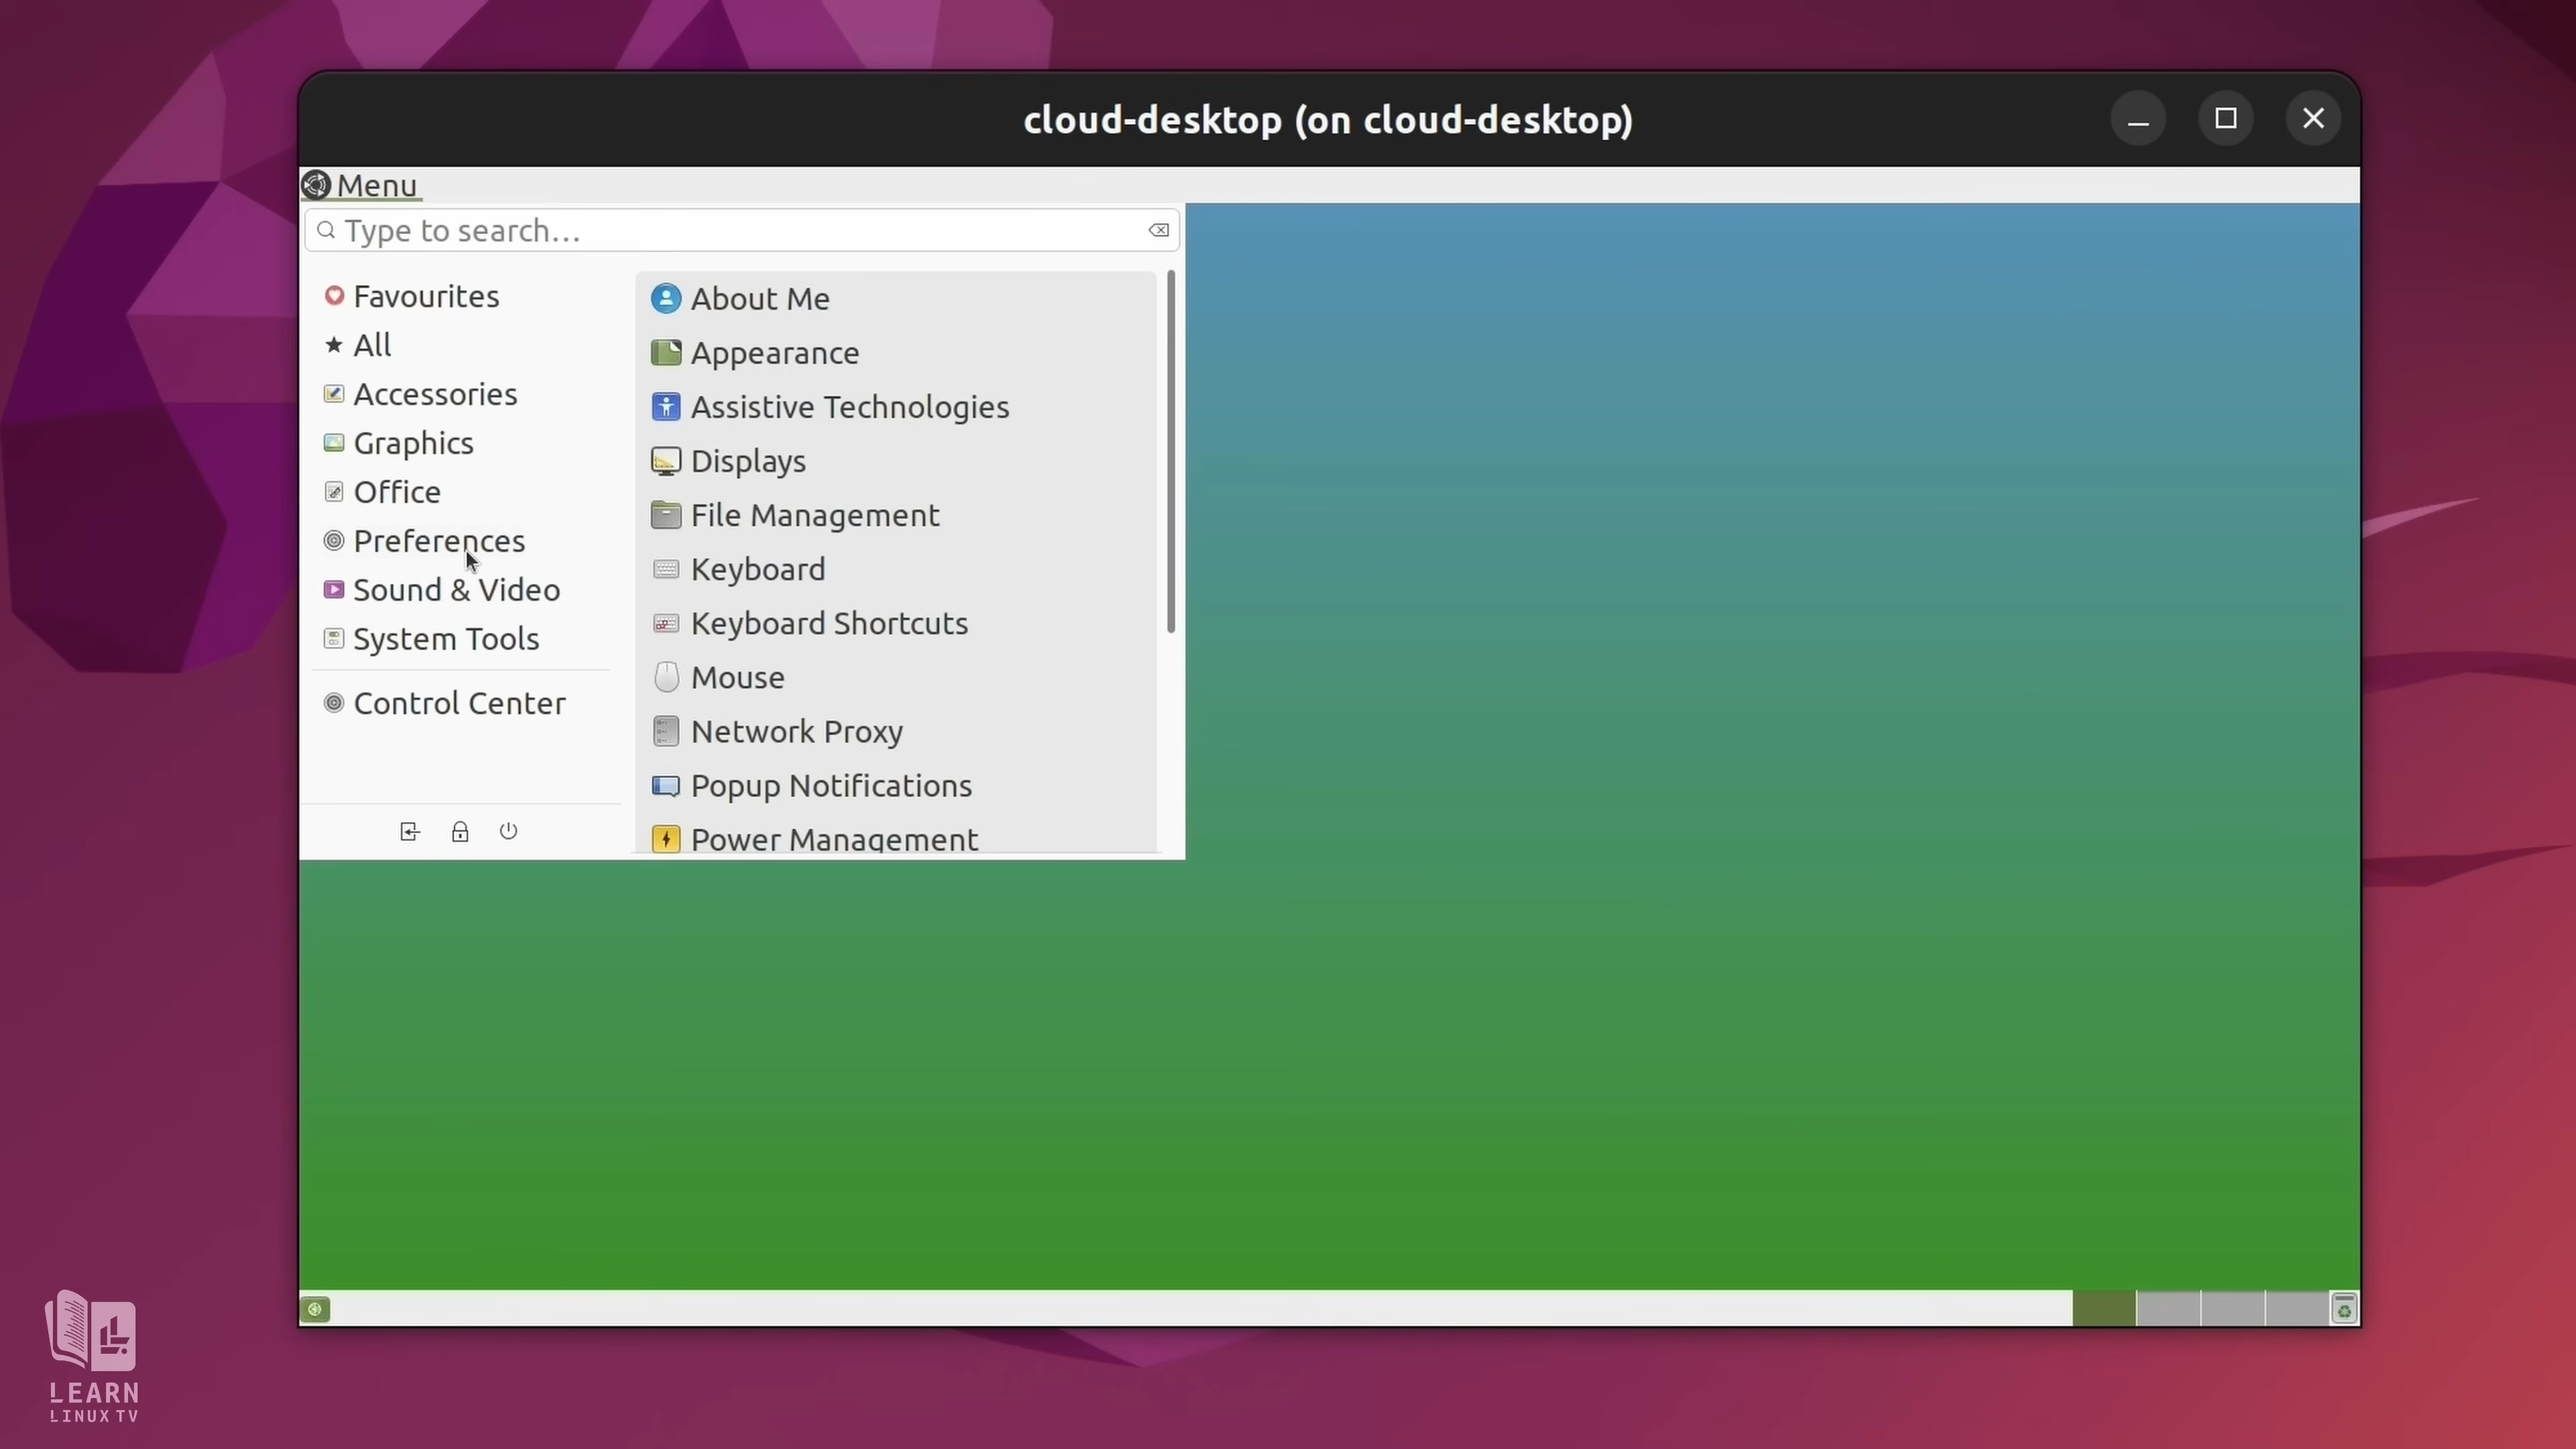 cloud-desktop (on cloud-desktop)
Menu
Type to search...
Favourites
All
Accessories
Graphics
Office
Preferences
Sound & Video
System Tools
Control Center
About Me
Appearance
Assistive Technologies
Displays
File Management
Keyboard
Keyboard Shortcuts
Mouse
Network Proxy
Popup Notifications
Power Management
LEARN
LINUX TV